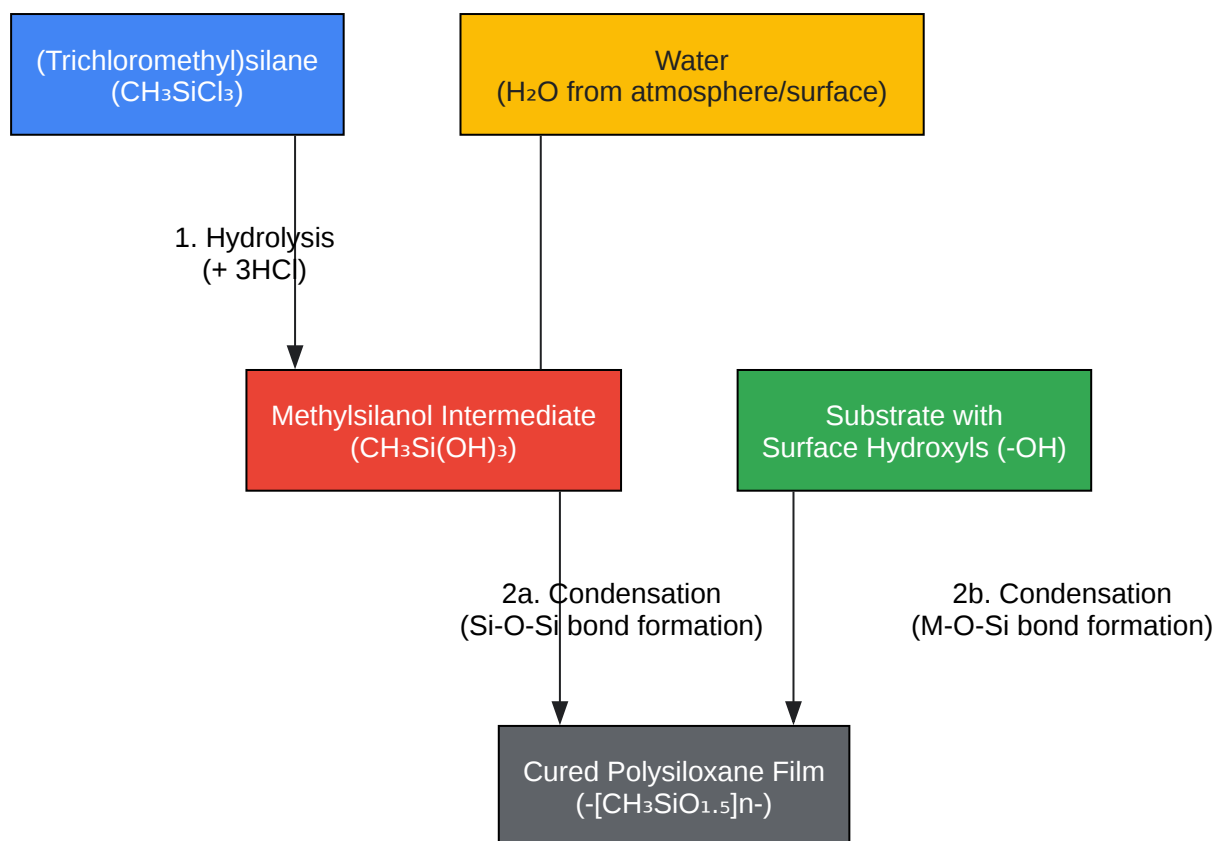 (Trichloromethyl)silane
(CH₃SiCl₃)
Water
(H₂O from atmosphere/surface)
1. Hydrolysis
(+ 3HCl)
Methylsilanol Intermediate
(CH₃Si(OH)₃)
Substrate with
Surface Hydroxyls (-OH)
2a. Condensation
(Si-O-Si bond formation)
2b. Condensation
(M-O-Si bond formation)
Cured Polysiloxane Film
(-[CH₃SiO₁.₅]n-)